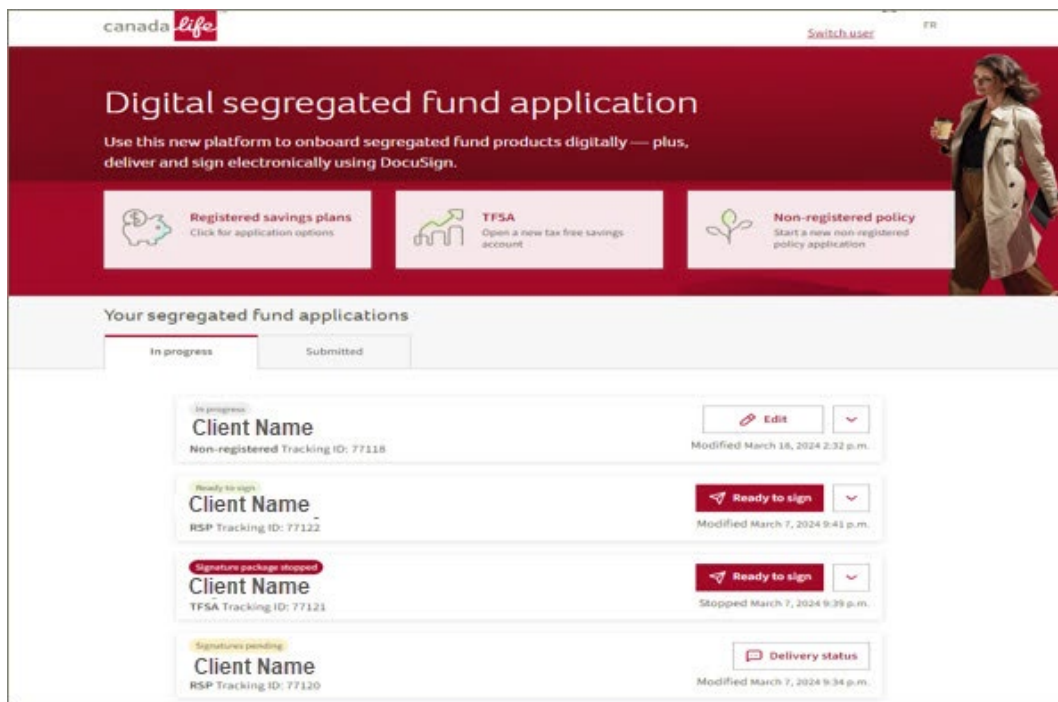 canada life
Switch user
FR
Digital segregated fund application
Use this new platform to onboard segregated fund products digitally — plus,
deliver and sign electronically using DocuSign.
Registered savings plans
Click for application options
TFSA
Open a new tax free savings
account
Non-registered policy
Start a new non-registered
policy application
Your segregated fund applications
In progress
Submitted
In progress
Client Name
Non-registered Tracking ID: 77118
Edit
Modified March 18, 2024 2:32 p.m.
Ready to sign
Client Name
RSP Tracking ID: 77122
Ready to sign
Modified March 7, 2024 9:41 p.m.
Signature package stopped
Client Name
TFSA Tracking ID: 77121
Ready to sign
Stopped March 7, 2024 9:39 p.m.
Signatures pending
Client Name
RSP Tracking ID: 77120
Delivery status
Modified March 7, 2024 9:34 p.m.